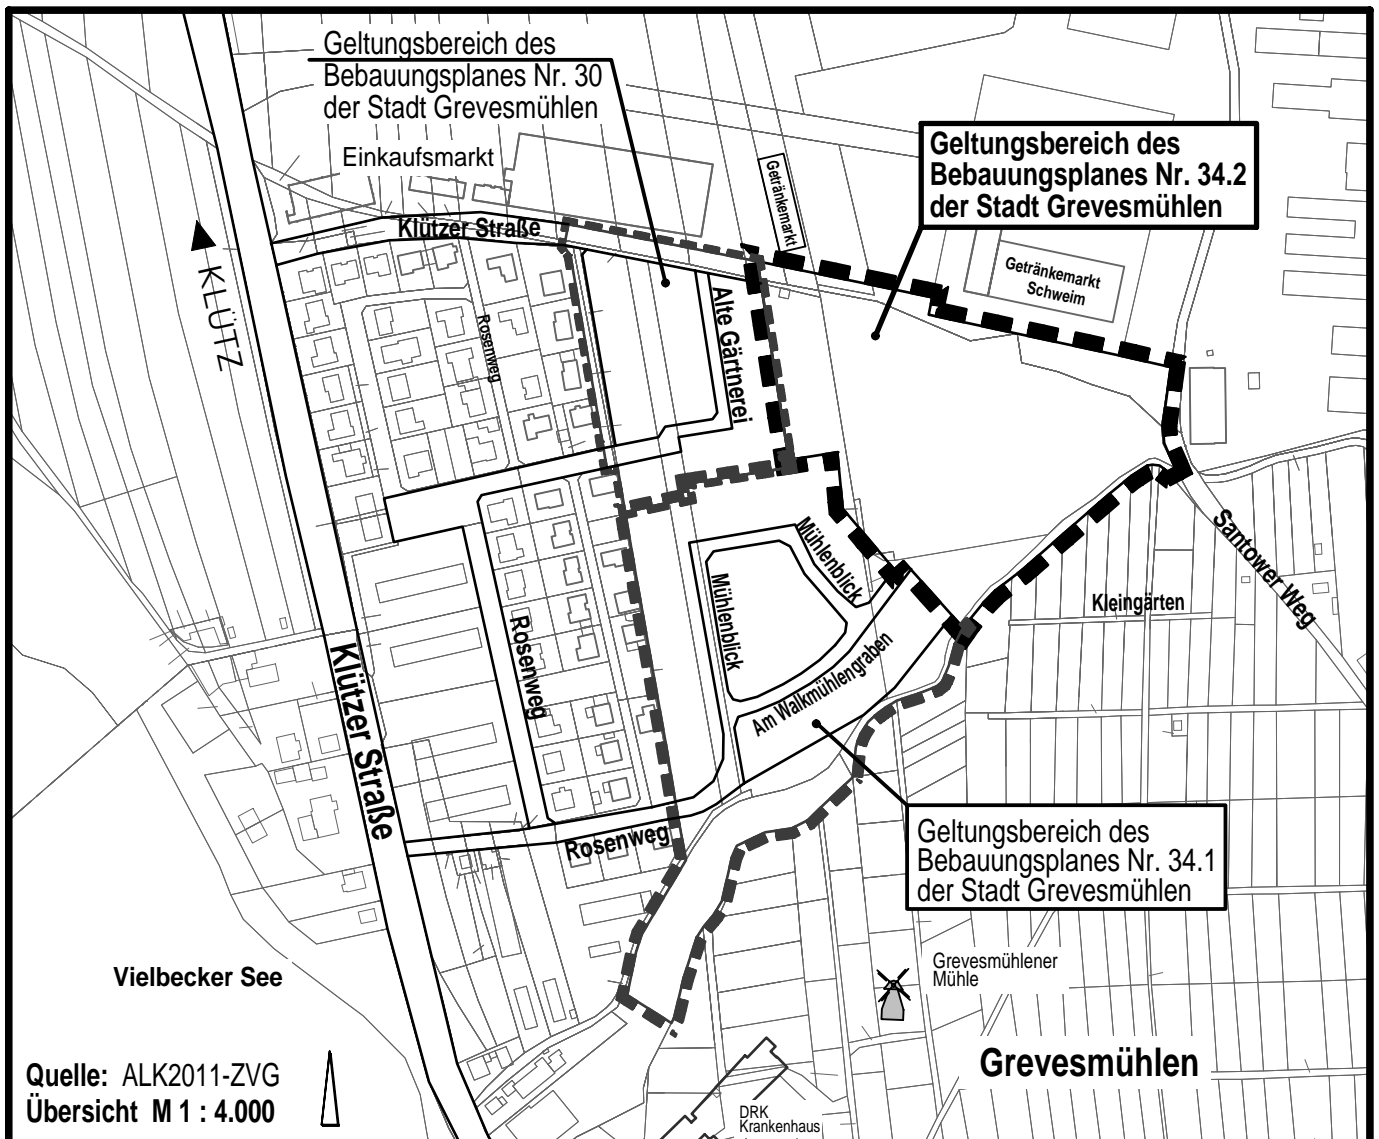 Geltungsbereich des
Bebauungsplanes Nr. 30
der Stadt Grevesmühlen
Einkaufsmarkt
Klützer Straße
Getränkemarkt
Geltungsbereich des
Bebauungsplanes Nr. 34.2
der Stadt Grevesmühlen
Getränkemarkt
Schweim
KLÜTZ
Rosenweg
Alte Gärtnerei
Mühlenblick
Mühlenblick
Santower Weg
Kleingärten
Rosenweg
Klützer Straße
Am Walkmühlengraben
Rosenweg
Geltungsbereich des
Bebauungsplanes Nr. 34.1
der Stadt Grevesmühlen
Vielbecker See
Grevesmühlener
Mühle
Grevesmühlen
Quelle: ALK2011-ZVG
Übersicht M 1 : 4.000
DRK
Krankenhaus